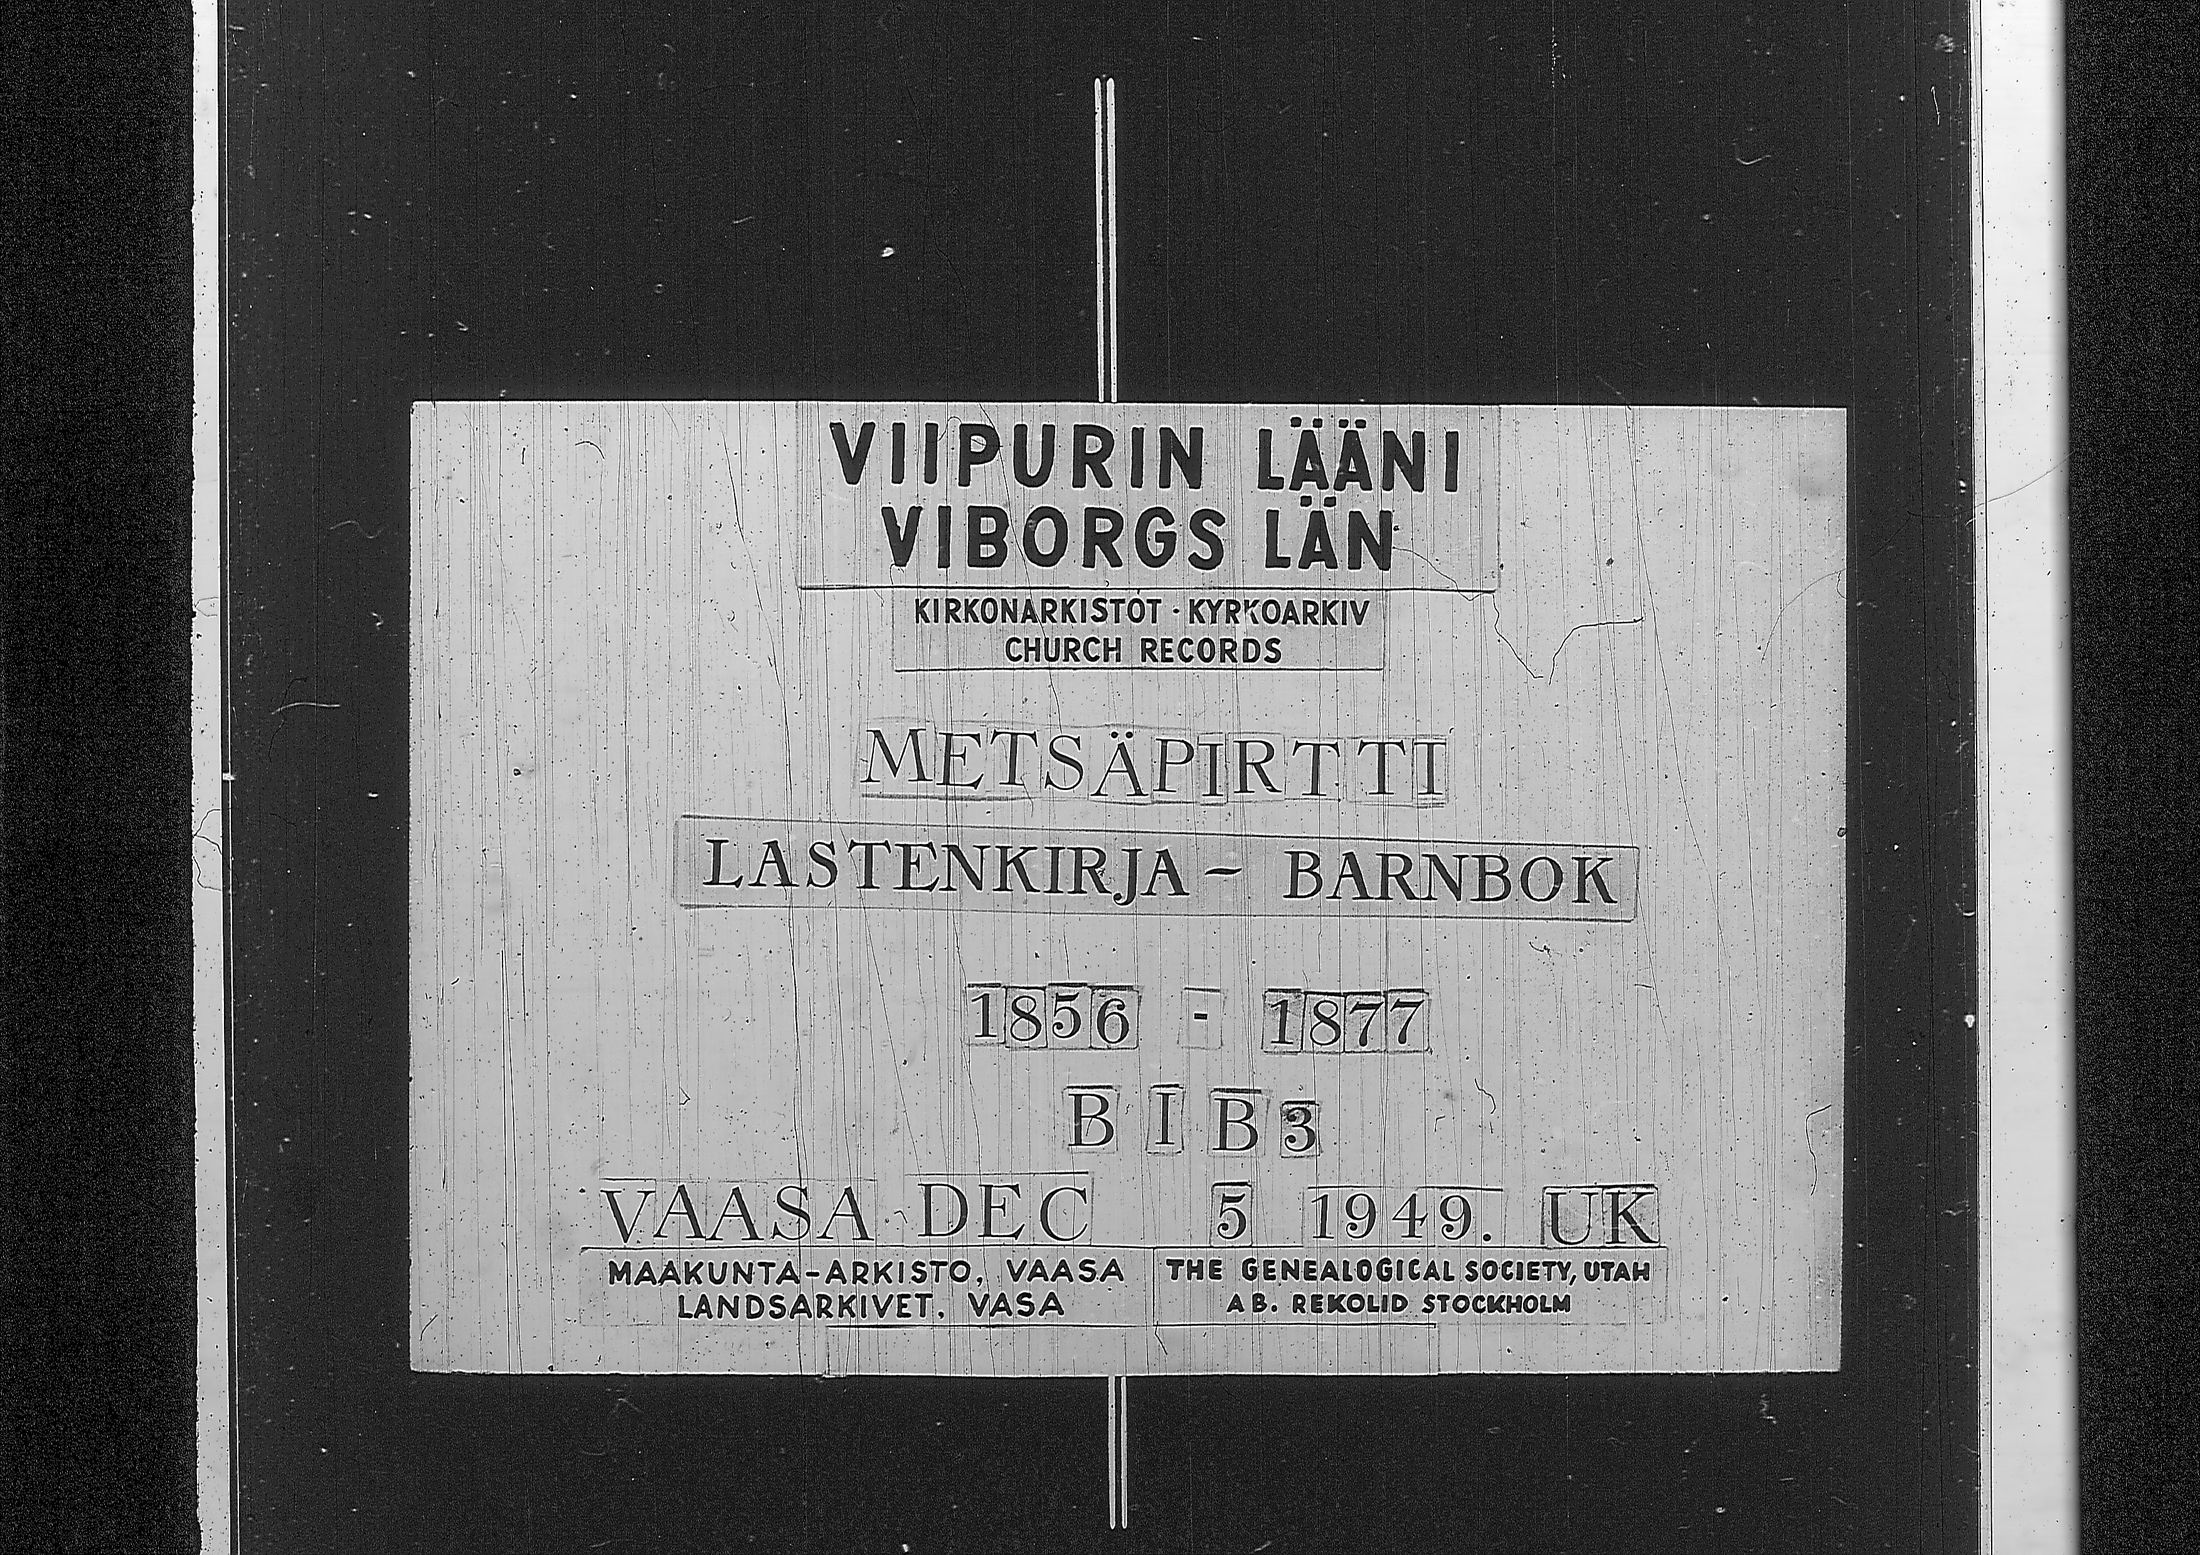 VIIPURIN LÄÄNI
VIBORGS LÄN
KIRKONARKISTOT · KYRKOARKIV
CHURCH RECORDS
METSÄPIRTTI
LASTENKIRJA - BARNBOK
1856 - 1877
B I B 3
VAASA DEC 5 1949. UK
MAAKUNTA-ARKISTO, VAASA
LANDSARKIVET, VASA
THE GENEALOGICAL SOCIETY, UTAH
AB. REKOLID STOCKHOLM